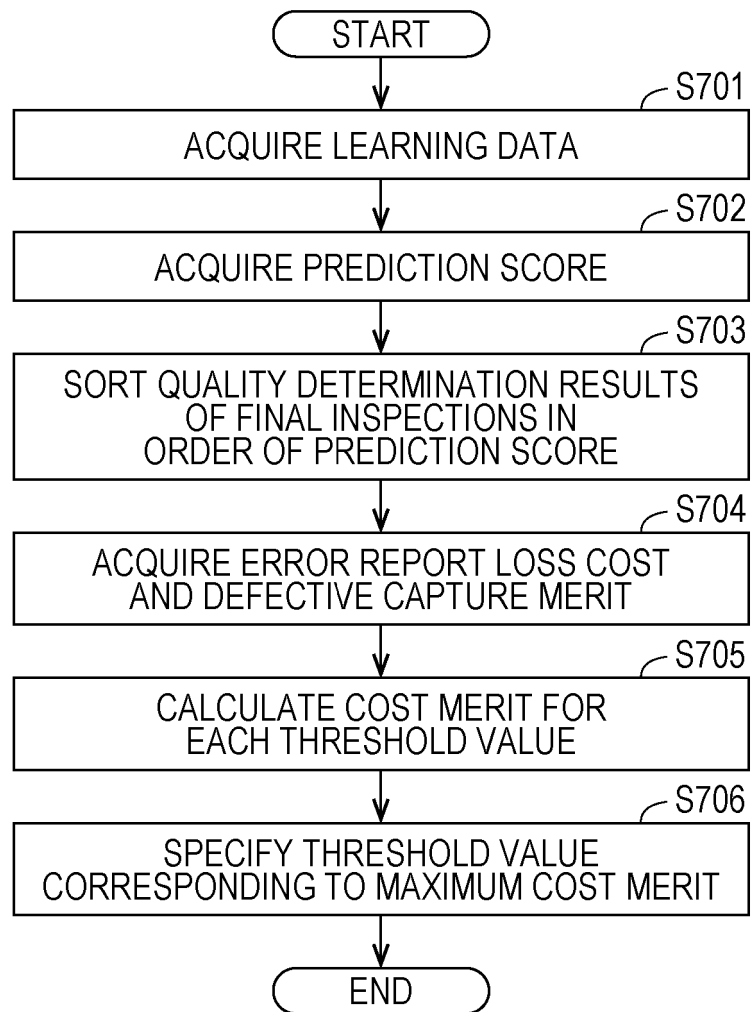 START
S701
ACQUIRE LEARNING DATA
S702
ACQUIRE PREDICTION SCORE
S703
SORT QUALITY DETERMINATION RESULTS
OF FINAL INSPECTIONS IN
ORDER OF PREDICTION SCORE
S704
ACQUIRE ERROR REPORT LOSS COST
AND DEFECTIVE CAPTURE MERIT
S705
CALCULATE COST MERIT FOR
EACH THRESHOLD VALUE
S706
SPECIFY THRESHOLD VALUE
CORRESPONDING TO MAXIMUM COST MERIT
END